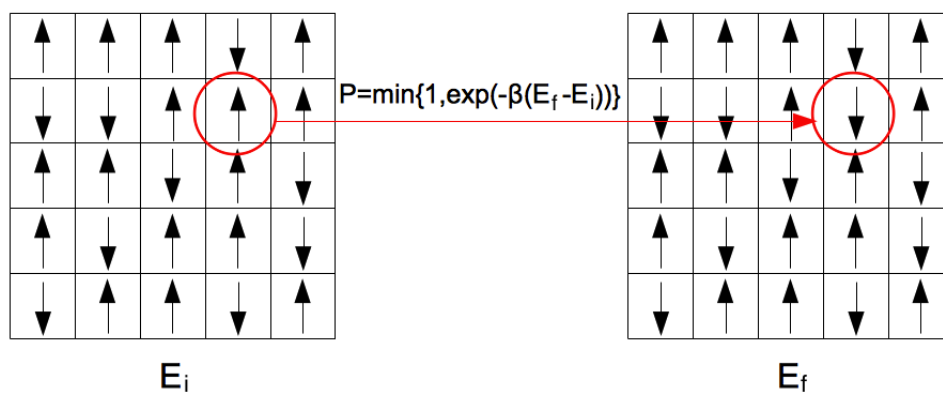 P=min{1,exp(-β(E_f -E_i))}
E_i
E_f